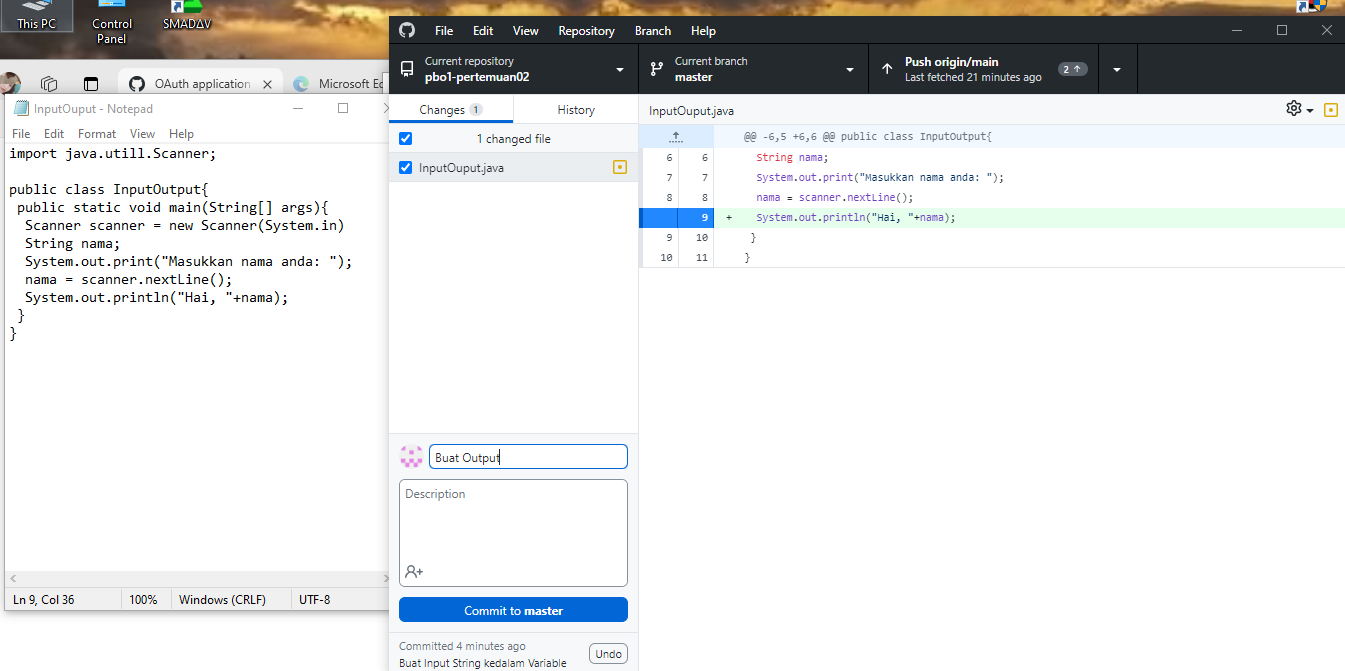 This PC
Control
Panel
SMADΔV
OAuth application
Microsoft Ed
InputOuput - Notepad
File Edit Format View Help
import java.utill.Scanner;
public class InputOutput{
public static void main(String[] args){
Scanner scanner = new Scanner(System.in)
String nama;
System.out.print("Masukkan nama anda: ");
nama = scanner.nextLine();
System.out.println("Hai, "+nama);
}
}
Ln 9, Col 36 100% Windows (CRLF) UTF-8
File Edit View Repository Branch Help
Current repository
pbo1-pertemuan02
Current branch
master
Push origin/main
Last fetched 21 minutes ago
2
Changes 1 History
1 changed file
InputOuput.java
Buat Output
Description
Commit to master
Committed 4 minutes ago
Buat Input String kedalam Variable
Undo
InputOuput.java
@@ -6,5 +6,6 @@ public class InputOutput{
6 6 String nama;
7 7 System.out.print("Masukkan nama anda: ");
8 8 nama = scanner.nextLine();
9 + System.out.println("Hai, "+nama);
9 10 }
10 11 }